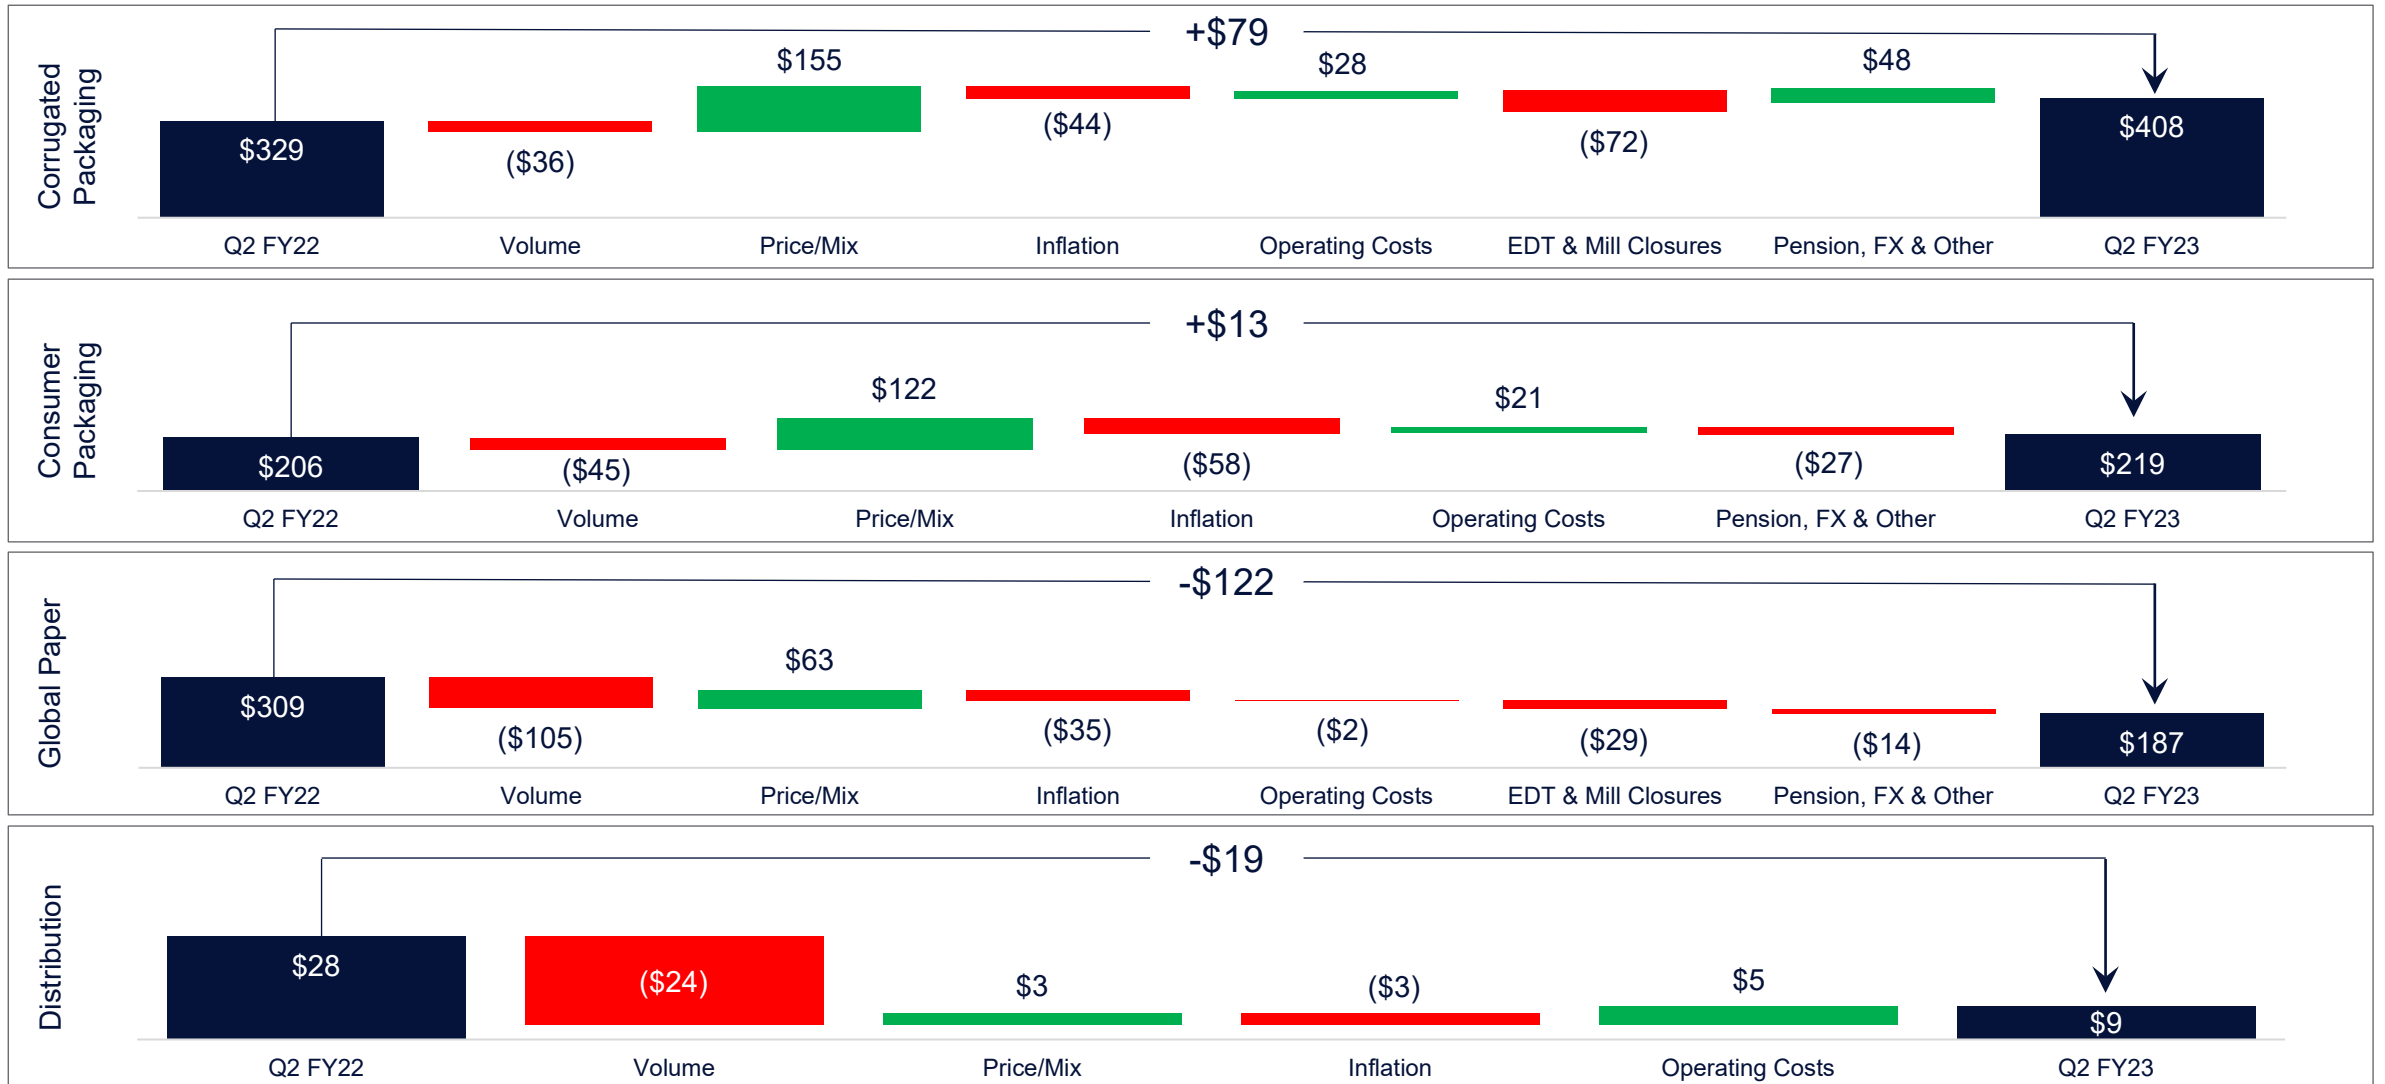 Corrugated
Packaging
+$79
$329
($36)
$155
($44)
$28
($72)
$48
$408
Q2 FY22
Volume
Price/Mix
Inflation
Operating Costs
EDT & Mill Closures
Pension, FX & Other
Q2 FY23
Consumer
Packaging
+$13
$206
($45)
$122
($58)
$21
($27)
$219
Q2 FY22
Volume
Price/Mix
Inflation
Operating Costs
Pension, FX & Other
Q2 FY23
Global Paper
-$122
$309
($105)
$63
($35)
($2)
($29)
($14)
$187
Q2 FY22
Volume
Price/Mix
Inflation
Operating Costs
EDT & Mill Closures
Pension, FX & Other
Q2 FY23
Distribution
-$19
$28
($24)
$3
($3)
$5
$9
Q2 FY22
Volume
Price/Mix
Inflation
Operating Costs
Q2 FY23